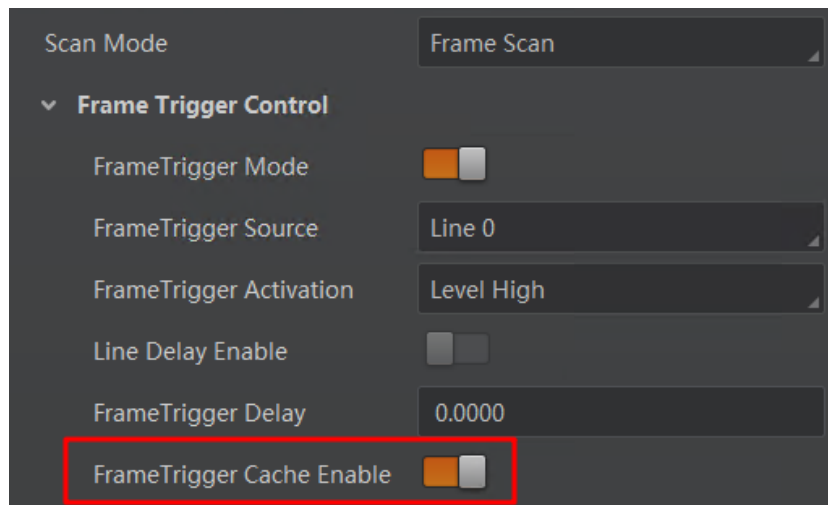 Scan Mode Frame Scan
Frame Trigger Control
FrameTrigger Mode
FrameTrigger Source Line 0
FrameTrigger Activation Level High
Line Delay Enable
FrameTrigger Delay 0.0000
FrameTrigger Cache Enable